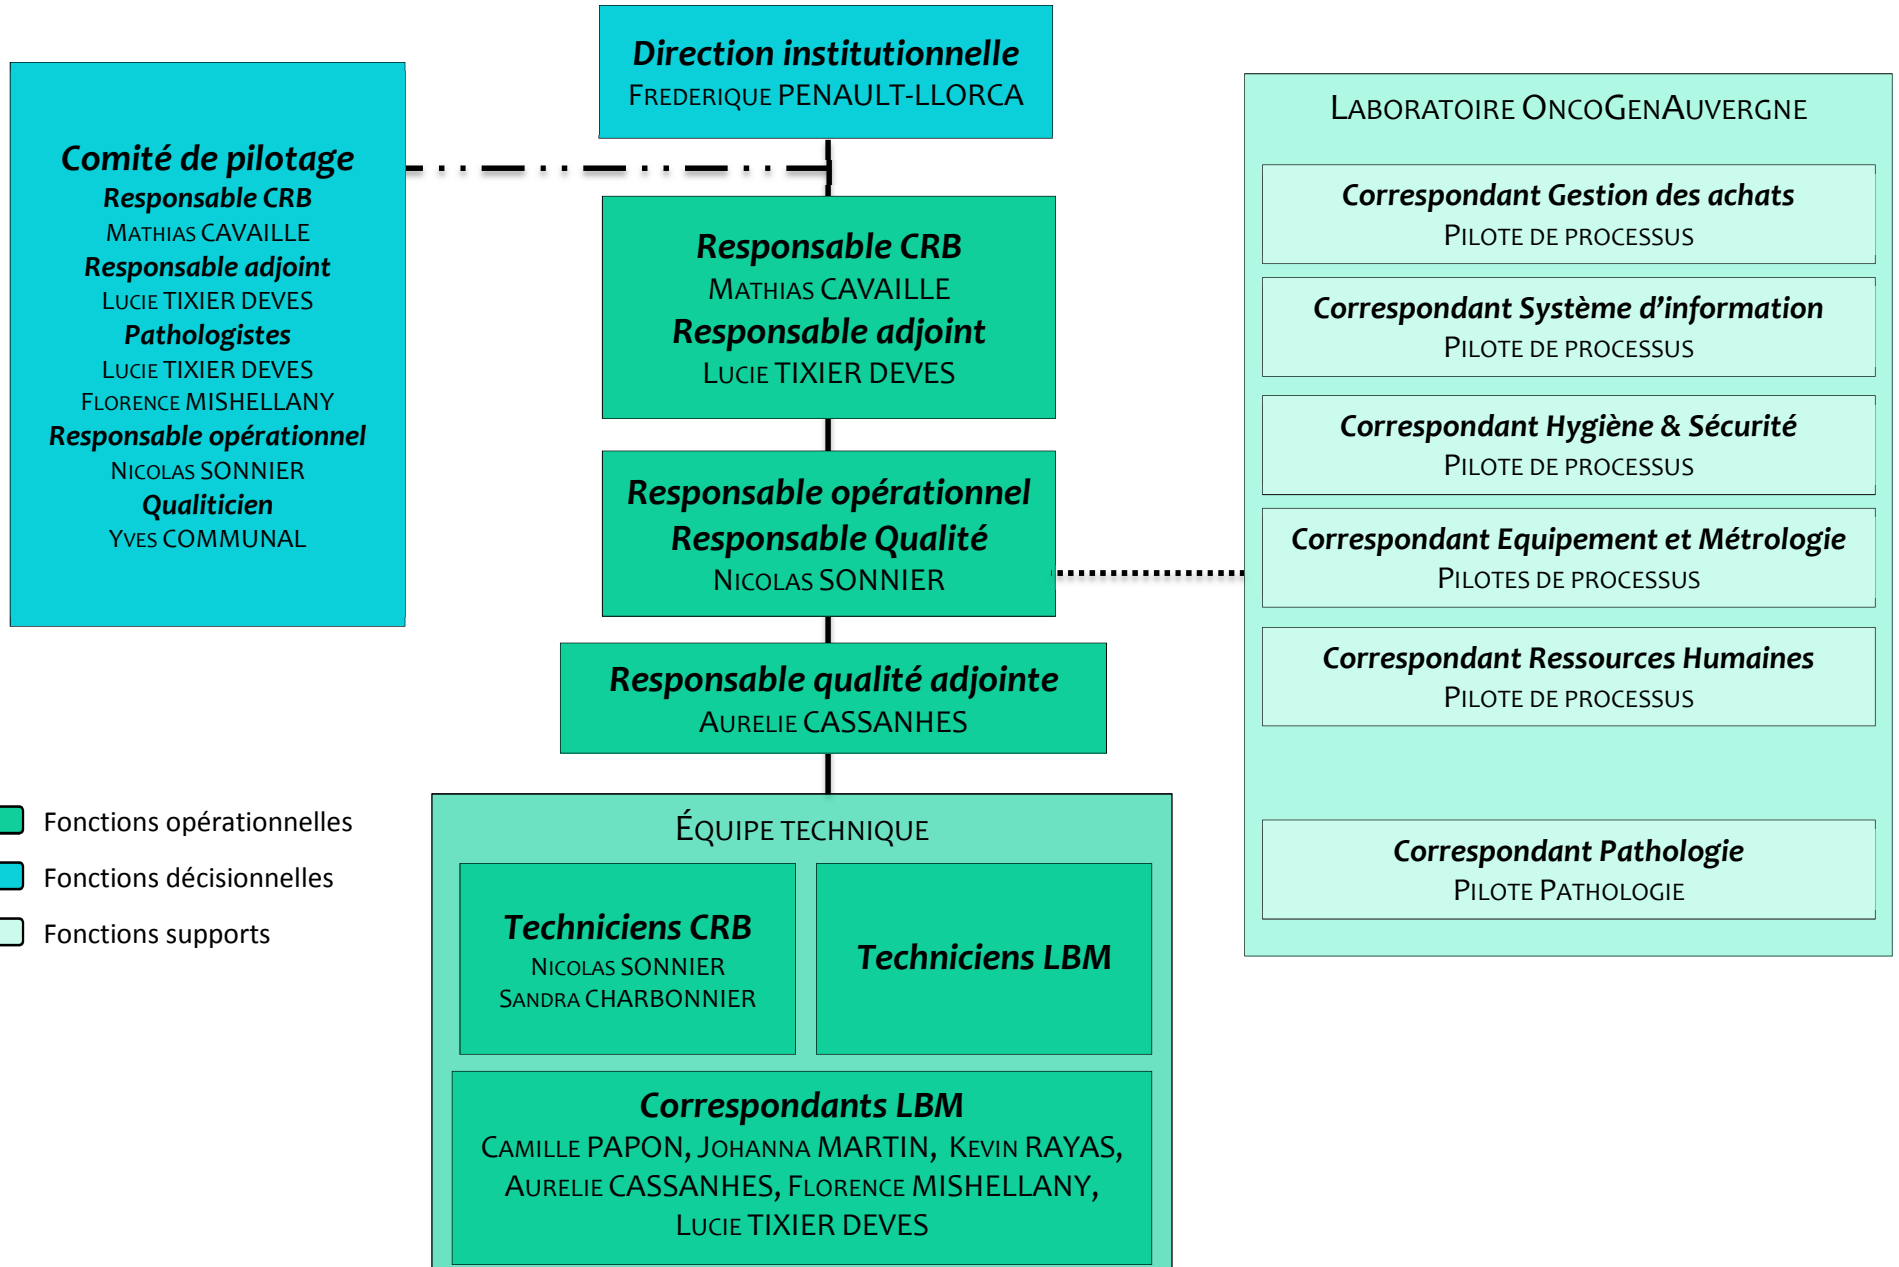 Direction institutionnelle
FREDERIQUE PENAULT-LLORCA
Comité de pilotage
Responsable CRB
MATHIAS CAVAILLE
Responsable adjoint
LUCIE TIXIER DEVES
Pathologistes
LUCIE TIXIER DEVES
FLORENCE MISHELLANY
Responsable opérationnel
NICOLAS SONNIER
Qualiticien
YVES COMMUNAL
Responsable CRB
MATHIAS CAVAILLE
Responsable adjoint
LUCIE TIXIER DEVES
Responsable opérationnel
Responsable Qualité
NICOLAS SONNIER
Responsable qualité adjointe
AURELIE CASSANHES
ÉQUIPE TECHNIQUE
Techniciens CRB
NICOLAS SONNIER
SANDRA CHARBONNIER
Techniciens LBM
Correspondants LBM
CAMILLE PAPON, JOHANNA MARTIN, KEVIN RAYAS,
AURELIE CASSANHES, FLORENCE MISHELLANY,
LUCIE TIXIER DEVES
LABORATOIRE ONCOGENAUVERGNE
Correspondant Gestion des achats
PILOTE DE PROCESSUS
Correspondant Système d'information
PILOTE DE PROCESSUS
Correspondant Hygiène & Sécurité
PILOTE DE PROCESSUS
Correspondant Equipement et Métrologie
PILOTES DE PROCESSUS
Correspondant Ressources Humaines
PILOTE DE PROCESSUS
Correspondant Pathologie
PILOTE PATHOLOGIE
Fonctions opérationnelles
Fonctions décisionnelles
Fonctions supports